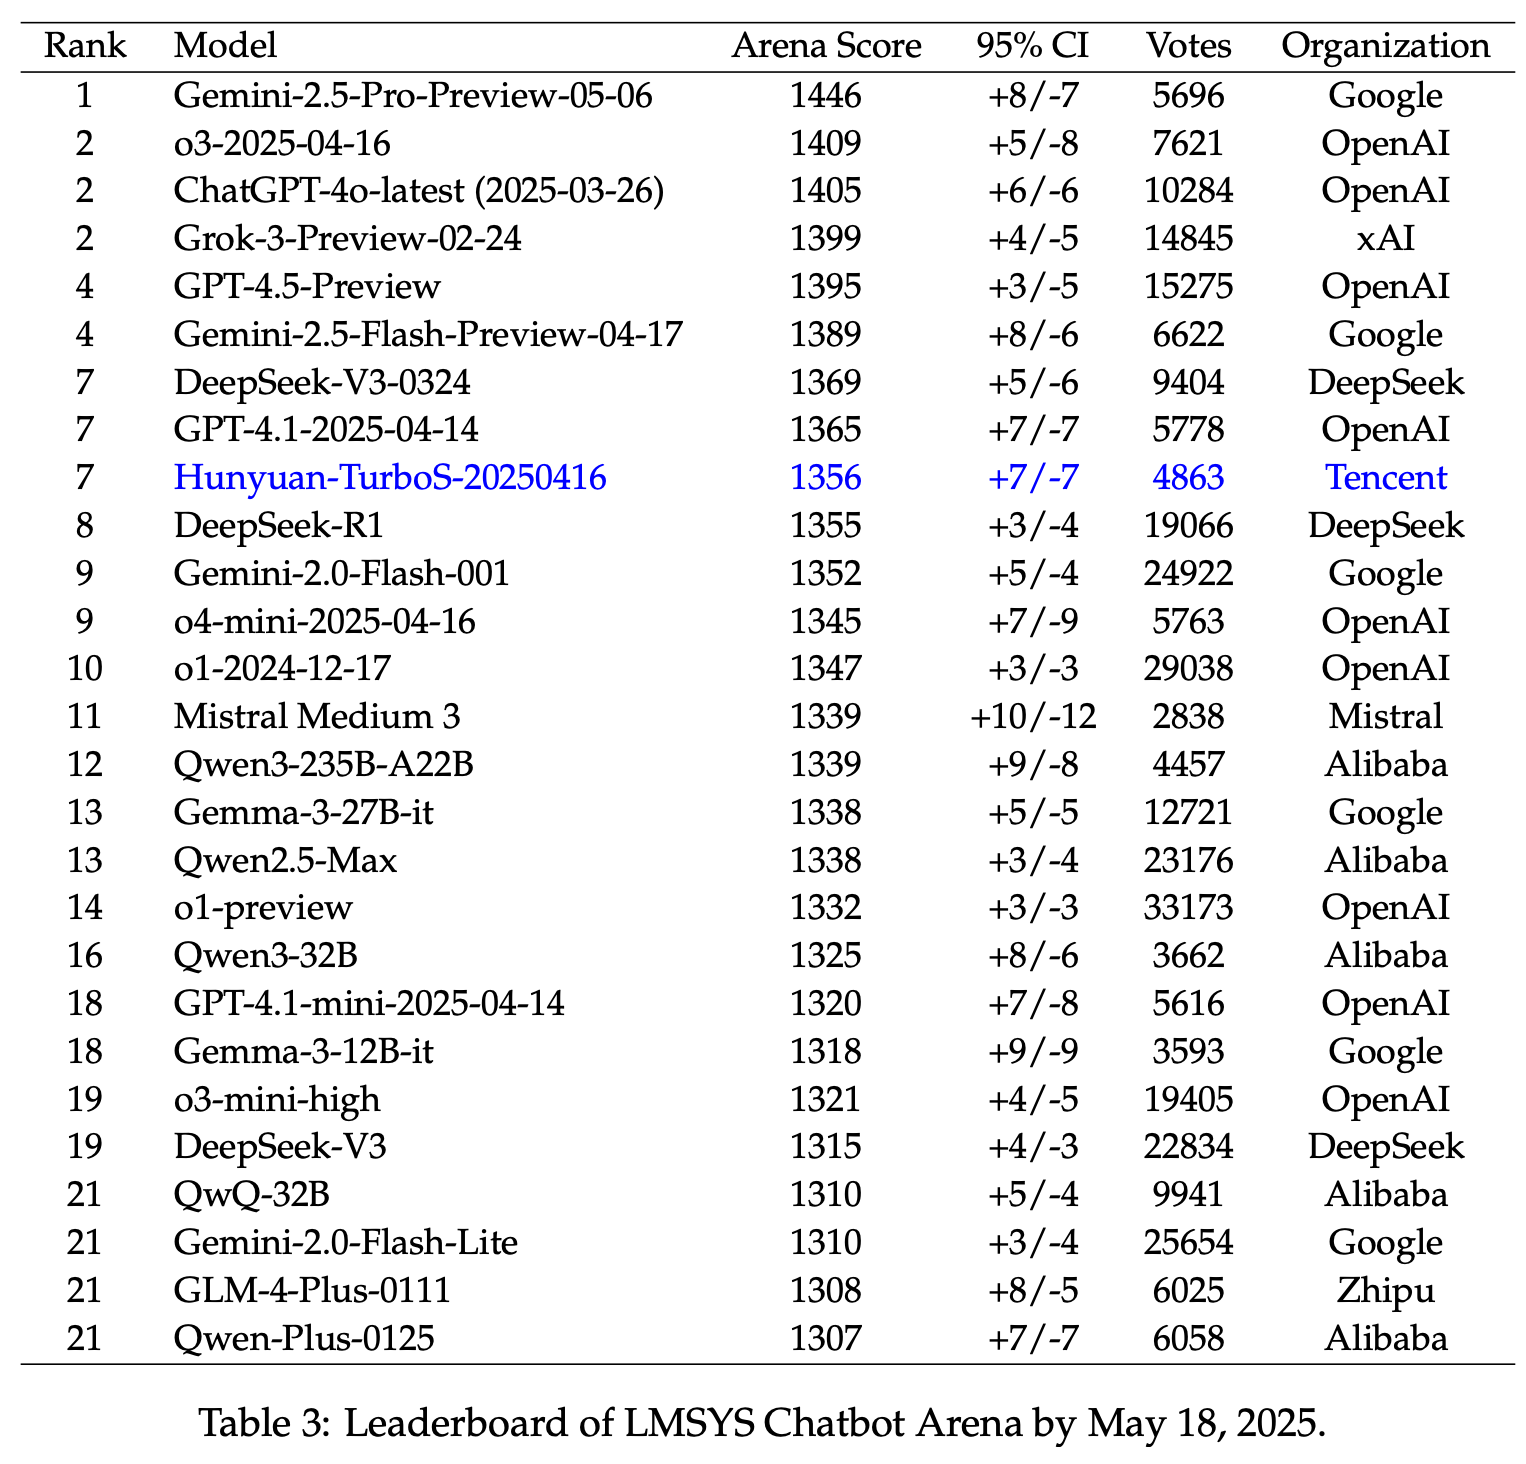 Rank Model Arena Score 95% CI Votes Organization
1 Gemini-2.5-Pro-Preview-05-06 1446 +8/-7 5696 Google
2 o3-2025-04-16 1409 +5/-8 7621 OpenAI
2 ChatGPT-4o-latest (2025-03-26) 1405 +6/-6 10284 OpenAI
2 Grok-3-Preview-02-24 1399 +4/-5 14845 xAI
4 GPT-4.5-Preview 1395 +3/-5 15275 OpenAI
4 Gemini-2.5-Flash-Preview-04-17 1389 +8/-6 6622 Google
7 DeepSeek-V3-0324 1369 +5/-6 9404 DeepSeek
7 GPT-4.1-2025-04-14 1365 +7/-7 5778 OpenAI
7 Hunyuan-TurboS-20250416 1356 +7/-7 4863 Tencent
8 DeepSeek-R1 1355 +3/-4 19066 DeepSeek
9 Gemini-2.0-Flash-001 1352 +5/-4 24922 Google
9 o4-mini-2025-04-16 1345 +7/-9 5763 OpenAI
10 o1-2024-12-17 1347 +3/-3 29038 OpenAI
11 Mistral Medium 3 1339 +10/-12 2838 Mistral
12 Qwen3-235B-A22B 1339 +9/-8 4457 Alibaba
13 Gemma-3-27B-it 1338 +5/-5 12721 Google
13 Qwen2.5-Max 1338 +3/-4 23176 Alibaba
14 o1-preview 1332 +3/-3 33173 OpenAI
16 Qwen3-32B 1325 +8/-6 3662 Alibaba
18 GPT-4.1-mini-2025-04-14 1320 +7/-8 5616 OpenAI
18 Gemma-3-12B-it 1318 +9/-9 3593 Google
19 o3-mini-high 1321 +4/-5 19405 OpenAI
19 DeepSeek-V3 1315 +4/-3 22834 DeepSeek
21 QwQ-32B 1310 +5/-4 9941 Alibaba
21 Gemini-2.0-Flash-Lite 1310 +3/-4 25654 Google
21 GLM-4-Plus-0111 1308 +8/-5 6025 Zhipu
21 Qwen-Plus-0125 1307 +7/-7 6058 Alibaba
Table 3: Leaderboard of LMSYS Chatbot Arena by May 18, 2025.